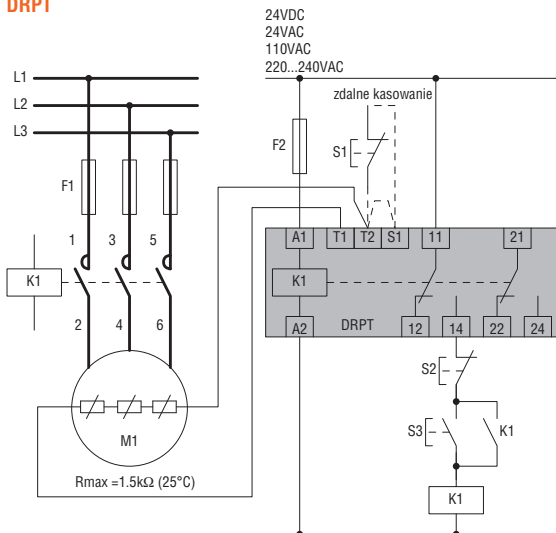 DRPT
24VDC
24VAC
110VAC
220...240VAC
L1
L2
L3
zdalne kasowanie
F1
F2
S1
1 3 5
A1 T1 T2 S1 11 21
K1
K1
2 4 6
A2 DRPT 12 14 22 24
S2
M1
S3 K1
Rmax =1.5kΩ (25°C)
K1